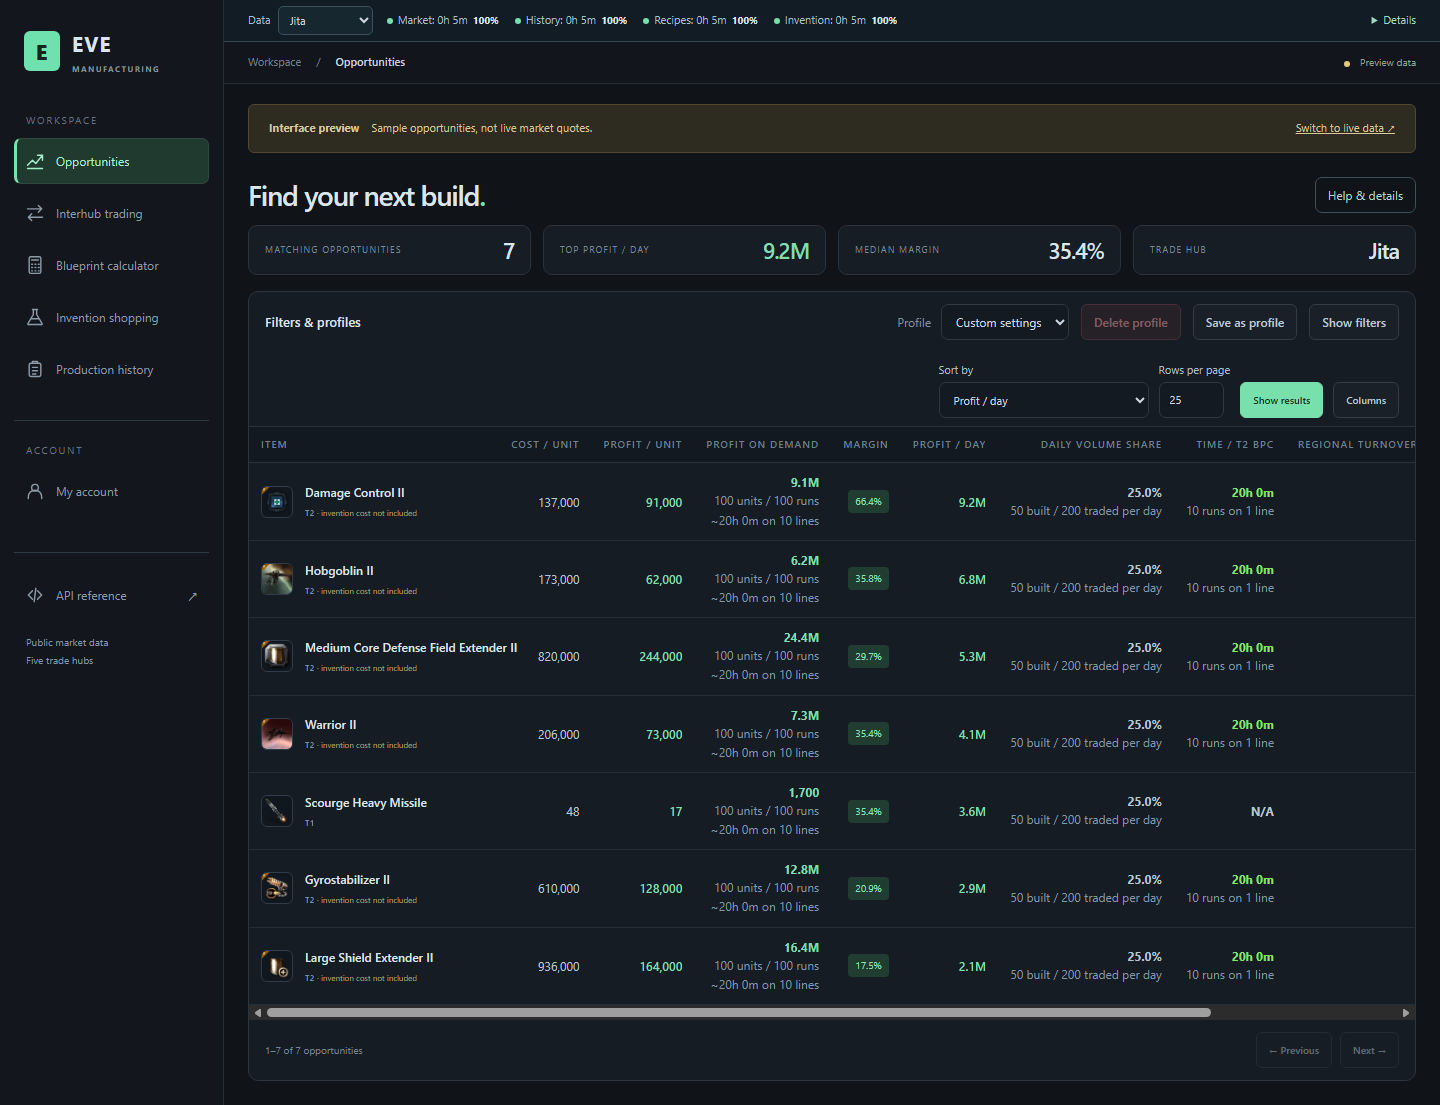 E
EVE
MANUFACTURING
WORKSPACE
Opportunities
Interhub trading
Blueprint calculator
Invention shopping
Production history
ACCOUNT
My account
API reference ↗
Public market data
Five trade hubs
Data Jita Market: 0h 5m 100% History: 0h 5m 100% Recipes: 0h 5m 100% Invention: 0h 5m 100% ▶ Details
Workspace / Opportunities Preview data
Interface preview Sample opportunities, not live market quotes. Switch to live data ↗
Find your next build. Help & details
MATCHING OPPORTUNITIES 7 TOP PROFIT / DAY 9.2M MEDIAN MARGIN 35.4% TRADE HUB Jita
Filters & profiles Profile Custom settings Delete profile Save as profile Show filters
Sort by Rows per page
Profit / day 25 Show results Columns
ITEM COST / UNIT PROFIT / UNIT PROFIT ON DEMAND MARGIN PROFIT / DAY DAILY VOLUME SHARE TIME / T2 BPC REGIONAL TURNOVER
Damage Control II
T2 · invention cost not included
137,000 91,000
9.1M
100 units / 100 runs
~20h 0m on 10 lines
66.4% 9.2M
25.0%
50 built / 200 traded per day
20h 0m
10 runs on 1 line
Hobgoblin II
T2 · invention cost not included
173,000 62,000
6.2M
100 units / 100 runs
~20h 0m on 10 lines
35.8% 6.8M
25.0%
50 built / 200 traded per day
20h 0m
10 runs on 1 line
Medium Core Defense Field Extender II
T2 · invention cost not included
820,000 244,000
24.4M
100 units / 100 runs
~20h 0m on 10 lines
29.7% 5.3M
25.0%
50 built / 200 traded per day
20h 0m
10 runs on 1 line
Warrior II
T2 · invention cost not included
206,000 73,000
7.3M
100 units / 100 runs
~20h 0m on 10 lines
35.4% 4.1M
25.0%
50 built / 200 traded per day
20h 0m
10 runs on 1 line
Scourge Heavy Missile
T1
48 17
1,700
100 units / 100 runs
~20h 0m on 10 lines
35.4% 3.6M
25.0%
50 built / 200 traded per day
N/A
Gyrostabilizer II
T2 · invention cost not included
610,000 128,000
12.8M
100 units / 100 runs
~20h 0m on 10 lines
20.9% 2.9M
25.0%
50 built / 200 traded per day
20h 0m
10 runs on 1 line
Large Shield Extender II
T2 · invention cost not included
936,000 164,000
16.4M
100 units / 100 runs
~20h 0m on 10 lines
17.5% 2.1M
25.0%
50 built / 200 traded per day
20h 0m
10 runs on 1 line
1–7 of 7 opportunities ← Previous Next →